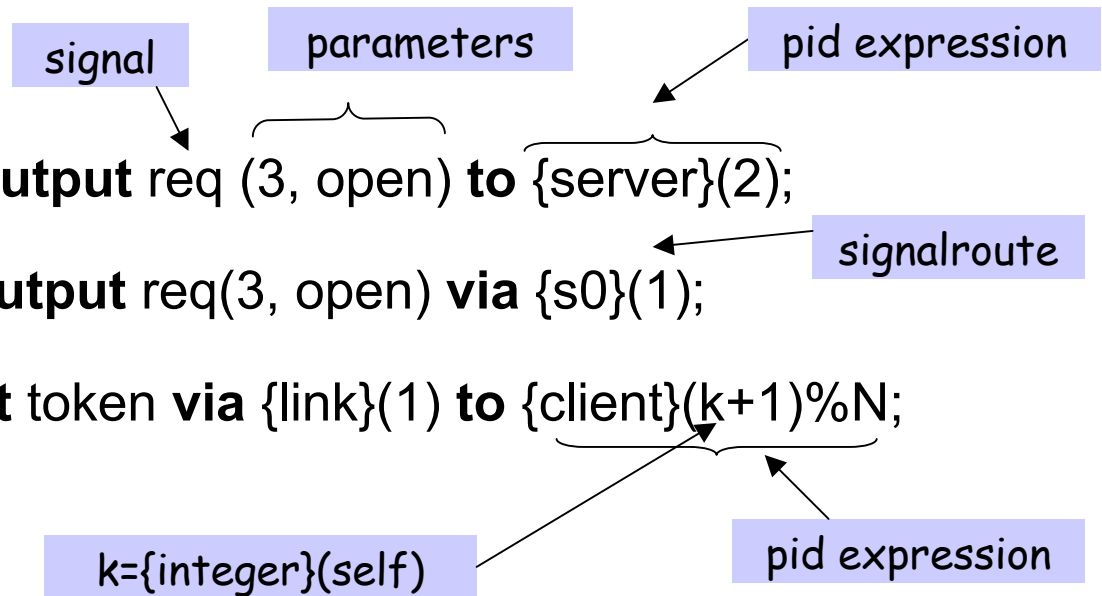 signal
parameters
pid expression
utput req (3, open) to {server}(2);
signalroute
utput req(3, open) via {s0}(1);
t token via {link}(1) to {client}(k+1)%N;
k={integer}(self)
pid expression